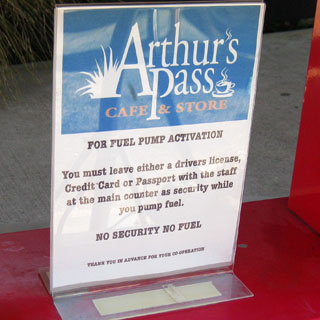 Arthur's
Pass
CAFE & STORE
FOR FUEL PUMP ACTIVATION
You must leave either a drivers license,
Credit Card or Passport with the staff
at the main counter as security while
you pump fuel.
NO SECURITY NO FUEL
THANK YOU IN ADVANCE FOR YOUR CO-OPERATION